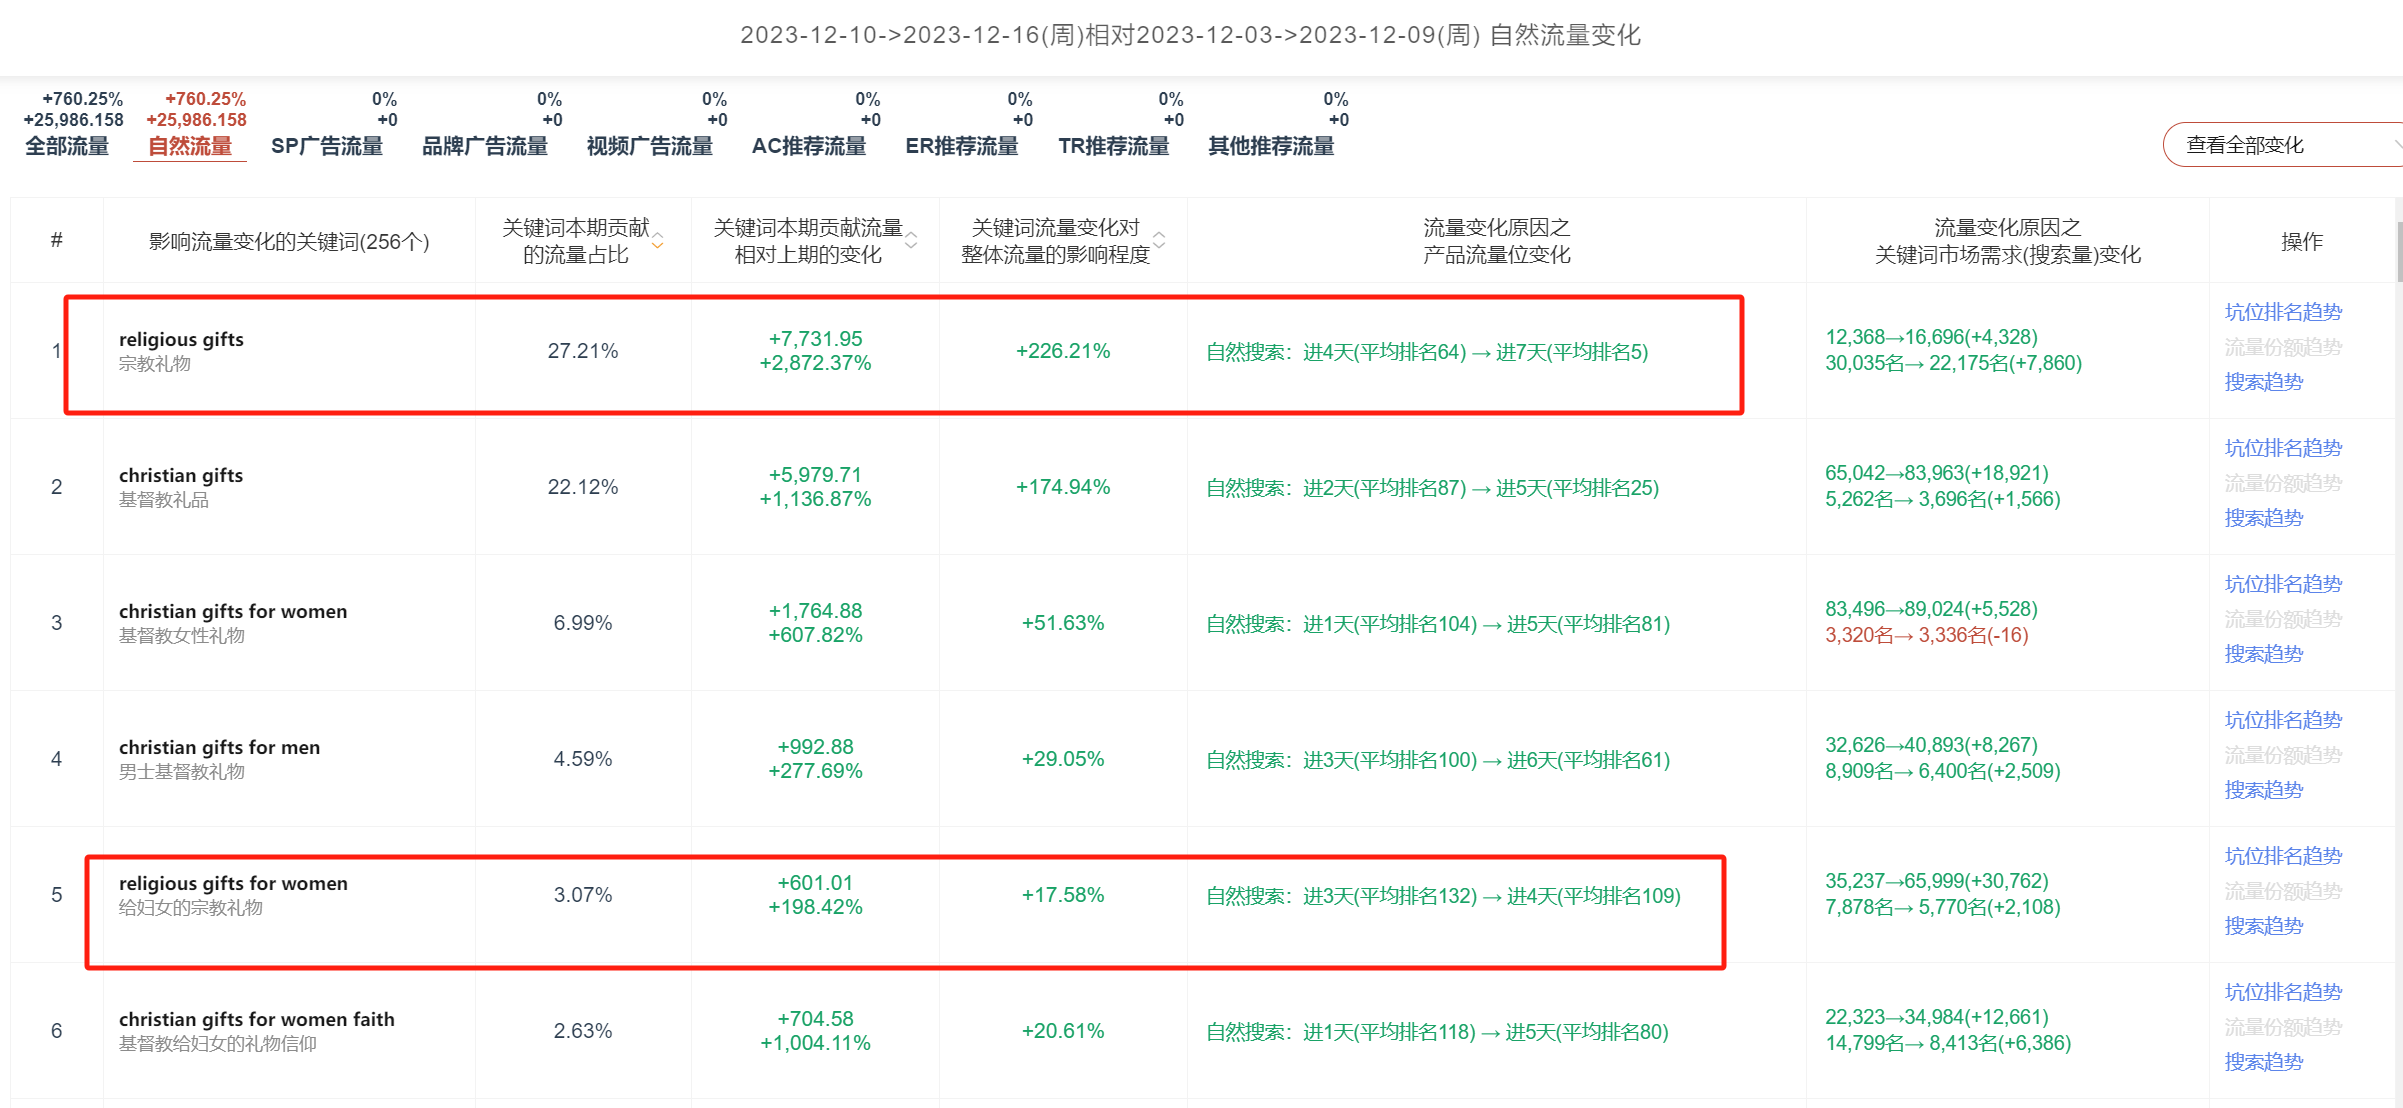 2023-12-10->2023-12-16(周)相对2023-12-03->2023-12-09(周) 自然流量变化
+760.25% +760.25% 0% 0% 0% 0% 0% 0% 0%
+25,986.158 +25,986.158 +0 +0 +0 +0 +0 +0 +0
全部流量 自然流量 SP广告流量 品牌广告流量 视频广告流量 AC推荐流量 ER推荐流量 TR推荐流量 其他推荐流量
查看全部变化
# 影响流量变化的关键词(256个) 关键词本期贡献 关键词本期贡献流量 关键词流量变化对 流量变化原因之 流量变化原因之 操作
的流量占比 相对上期的变化 整体流量的影响程度 产品流量位变化 关键词市场需求(搜索量)变化
坑位排名趋势
religious gifts +7,731.95 12,368→16,696(+4,328)
1 27.21% +226.21% 自然搜索：进4天(平均排名64) → 进7天(平均排名5) 流量份额趋势
宗教礼物 +2,872.37% 30,035名→ 22,175名(+7,860)
搜索趋势
坑位排名趋势
christian gifts +5,979.71 65,042→83,963(+18,921)
2 22.12% +174.94% 自然搜索：进2天(平均排名87) → 进5天(平均排名25) 流量份额趋势
基督教礼品 +1,136.87% 5,262名→ 3,696名(+1,566)
搜索趋势
坑位排名趋势
christian gifts for women +1,764.88 83,496→89,024(+5,528)
3 6.99% +51.63% 自然搜索：进1天(平均排名104) → 进5天(平均排名81) 流量份额趋势
基督教女性礼物 +607.82% 3,320名→ 3,336名(-16)
搜索趋势
坑位排名趋势
christian gifts for men +992.88 32,626→40,893(+8,267)
4 4.59% +29.05% 自然搜索：进3天(平均排名100) → 进6天(平均排名61) 流量份额趋势
男士基督教礼物 +277.69% 8,909名→ 6,400名(+2,509)
搜索趋势
坑位排名趋势
religious gifts for women +601.01 35,237→65,999(+30,762)
5 3.07% +17.58% 自然搜索：进3天(平均排名132) → 进4天(平均排名109) 流量份额趋势
给妇女的宗教礼物 +198.42% 7,878名→ 5,770名(+2,108)
搜索趋势
坑位排名趋势
christian gifts for women faith +704.58 22,323→34,984(+12,661)
6 2.63% +20.61% 自然搜索：进1天(平均排名118) → 进5天(平均排名80) 流量份额趋势
基督教给妇女的礼物信仰 +1,004.11% 14,799名→ 8,413名(+6,386)
搜索趋势